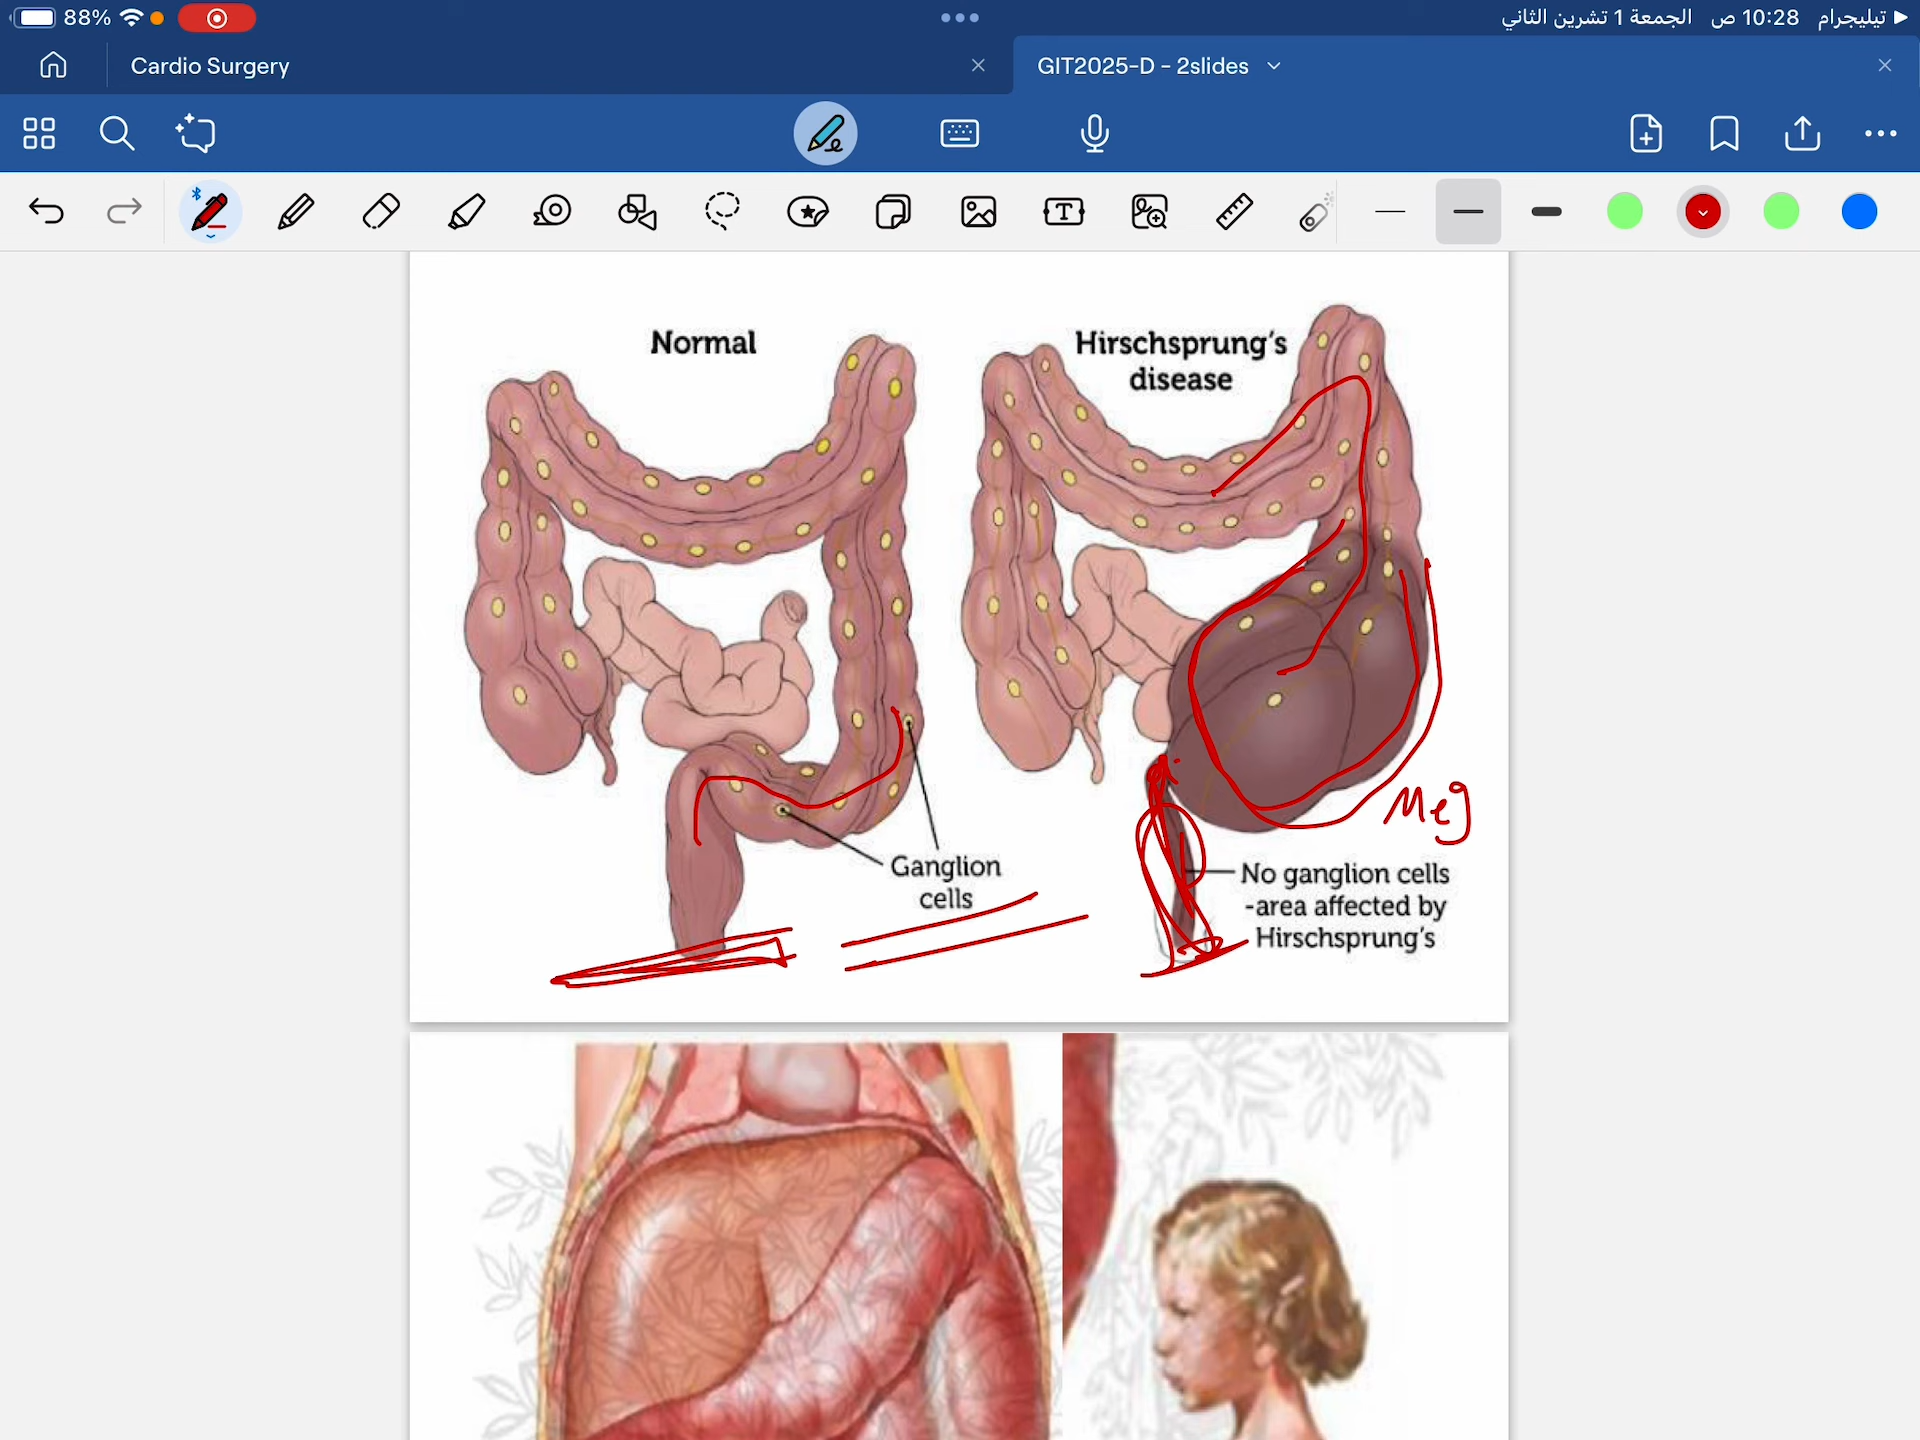 88%
الجمعة 1 تشرين الثاني 10:28 ص تيليجرام
Cardio Surgery
GIT2025-D - 2slides
Normal
Hirschsprung's
disease
Ganglion
cells
Meg
No ganglion cells
-area affected by
Hirschsprung's